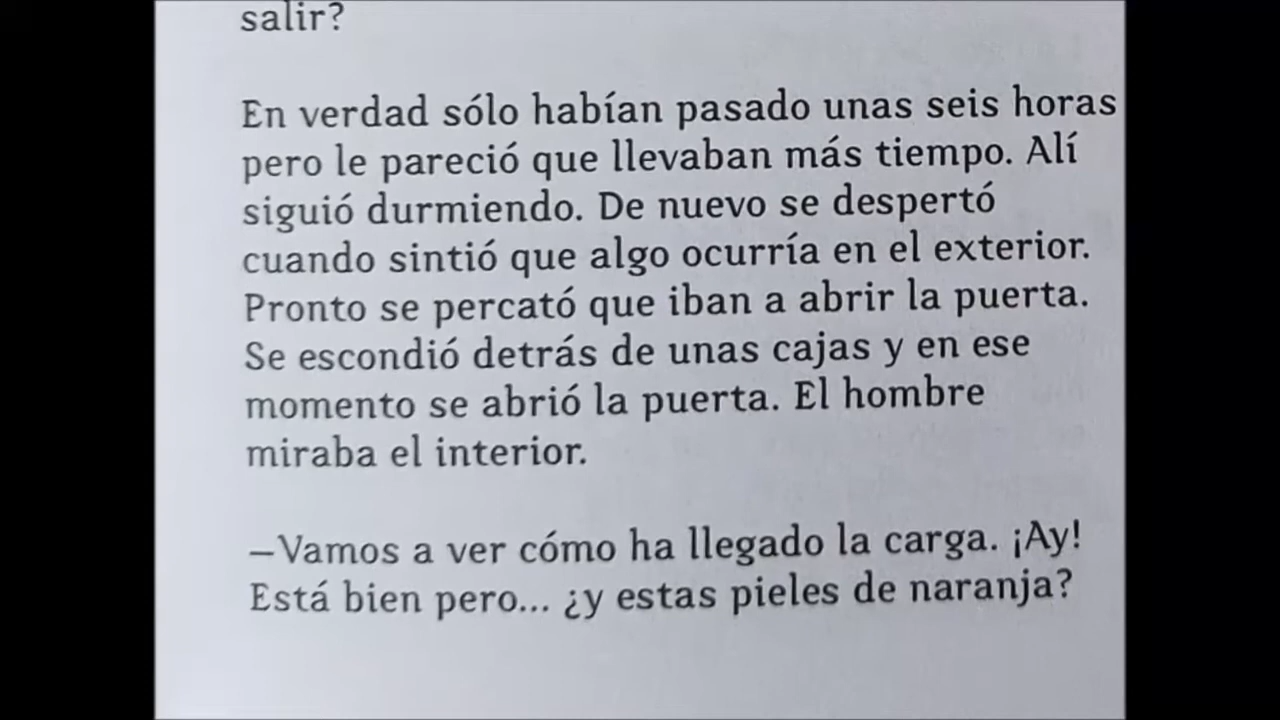 salir?
En verdad sólo habían pasado unas seis horas
pero le pareció que llevaban más tiempo. Alí
siguió durmiendo. De nuevo se despertó
cuando sintió que algo ocurría en el exterior.
Pronto se percató que iban a abrir la puerta.
Se escondió detrás de unas cajas y en ese
momento se abrió la puerta. El hombre
miraba el interior.
—Vamos a ver cómo ha llegado la carga. ¡Ay!
Está bien pero... ¿y estas pieles de naranja?